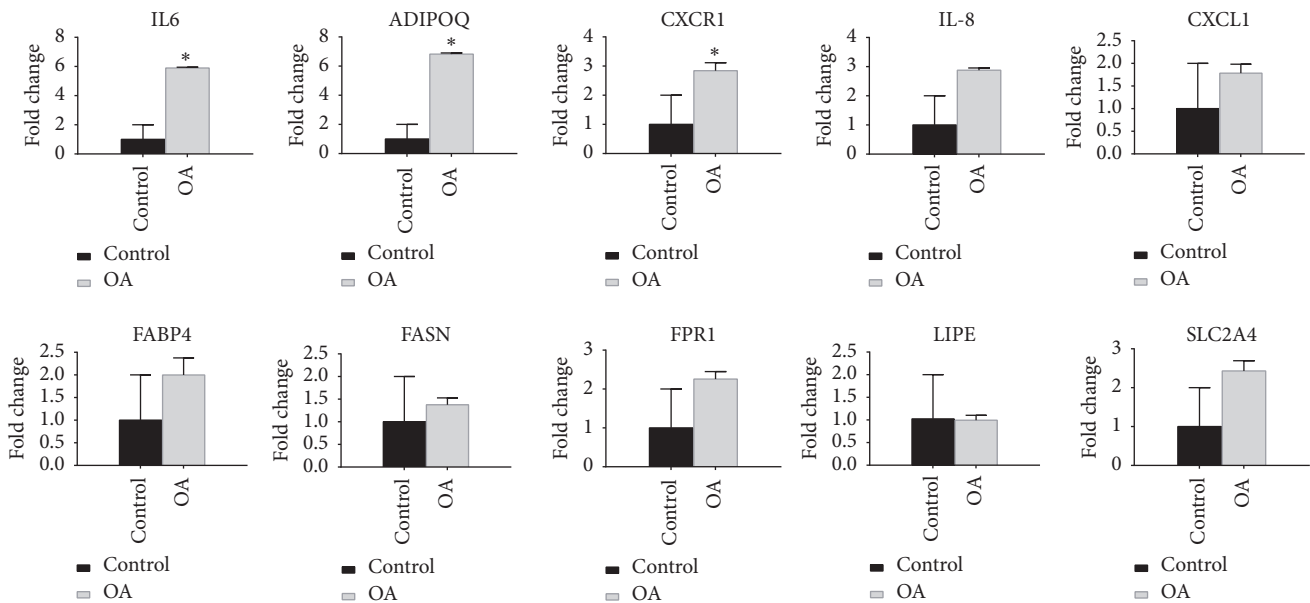 IL6
8
6
4
2
0
Fold change
*
Control
OA
Control
OA
ADIPOQ
8
6
4
2
0
Fold change
*
Control
OA
Control
OA
CXCR1
4
3
2
1
0
Fold change
*
Control
OA
Control
OA
IL-8
4
3
2
1
0
Fold change
Control
OA
Control
OA
CXCL1
2.5
2.0
1.5
1.0
0.5
0.0
Fold change
Control
OA
Control
OA
FABP4
2.5
2.0
1.5
1.0
0.5
0.0
Fold change
Control
OA
Control
OA
FASN
2.5
2.0
1.5
1.0
0.5
0.0
Fold change
Control
OA
Control
OA
FPR1
3
2
1
0
Fold change
Control
OA
Control
OA
LIPE
2.5
2.0
1.5
1.0
0.5
0.0
Fold change
Control
OA
Control
OA
SLC2A4
3
2
1
0
Fold change
Control
OA
Control
OA